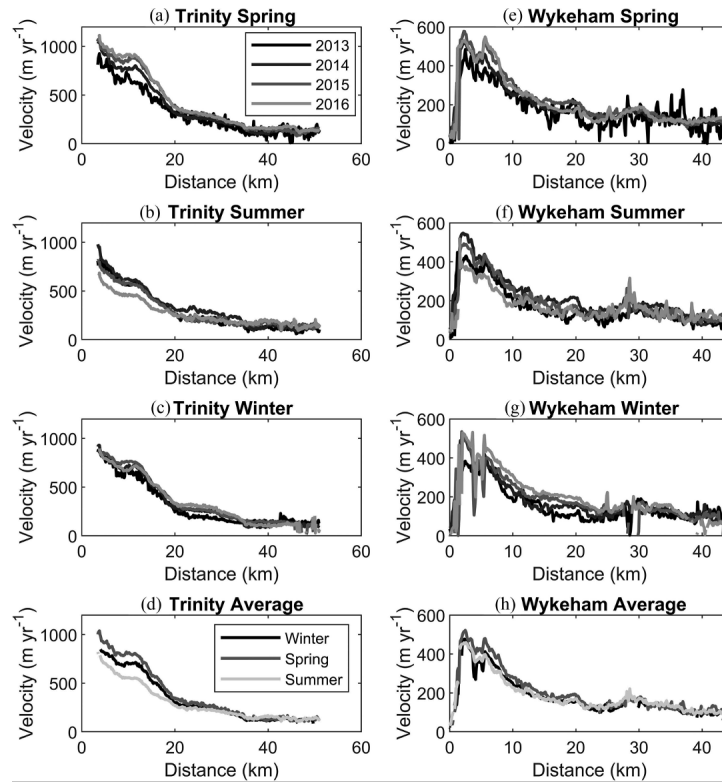 (a) Trinity Spring
Velocity (m yr-1)
1000
500
0
0 20 40 60
Distance (km)
2013
2014
2015
2016
(e) Wykeham Spring
Velocity (m yr-1)
600
400
200
0
0 10 20 30 40
Distance (km)
(b) Trinity Summer
Velocity (m yr-1)
1000
500
0
0 20 40 60
Distance (km)
(f) Wykeham Summer
Velocity (m yr-1)
600
400
200
0
0 10 20 30 40
Distance (km)
(c) Trinity Winter
Velocity (m yr-1)
1000
500
0
0 20 40 60
Distance (km)
(g) Wykeham Winter
Velocity (m yr-1)
600
400
200
0
0 10 20 30 40
Distance (km)
(d) Trinity Average
Velocity (m yr-1)
1000
500
0
0 20 40 60
Distance (km)
Winter
Spring
Summer
(h) Wykeham Average
Velocity (m yr-1)
600
400
200
0
0 10 20 30 40
Distance (km)